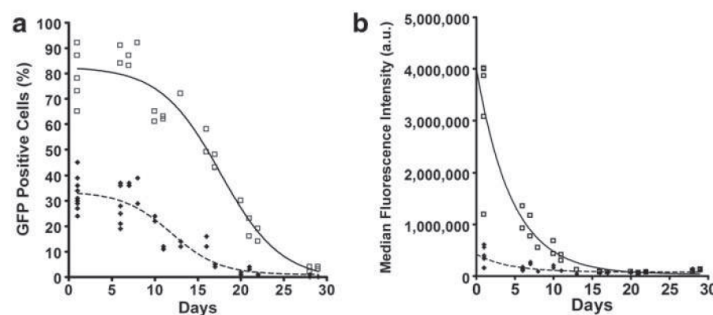 a
GFP Positive Cells (%)
100
90
80
70
60
50
40
30
20
10
0
0 5 10 15 20 25 30
Days
b
Median Fluorescence Intensity (a.u.)
5,000,000
4,000,000
3,000,000
2,000,000
1,000,000
0
0 5 10 15 20 25 30
Days